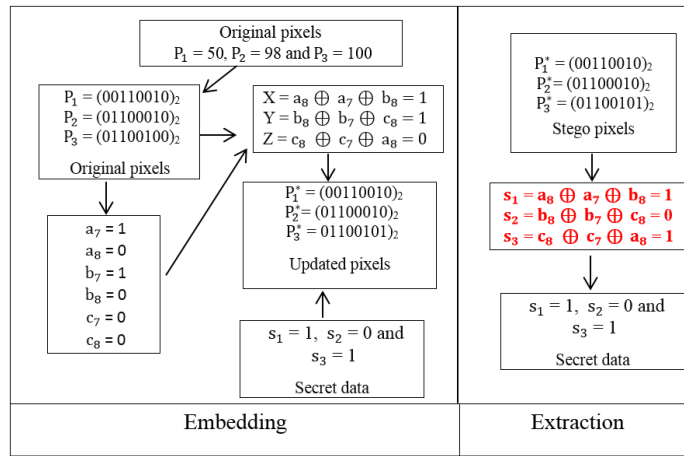 Original pixels
P₁ = 50, P₂ = 98 and P₃ = 100
P₁ = (00110010)₂
P₂ = (01100010)₂
P₃ = (01100100)₂
Original pixels
X = a₈ ⊕ a₇ ⊕ b₈ = 1
Y = b₈ ⊕ b₇ ⊕ c₈ = 1
Z = c₈ ⊕ c₇ ⊕ a₈ = 0
a₇ = 1
a₈ = 0
b₇ = 1
b₈ = 0
c₇ = 0
c₈ = 0
P₁* = (00110010)₂
P₂* = (01100010)₂
P₃* = 01100101)₂
Updated pixels
s₁ = 1, s₂ = 0 and
s₃ = 1
Secret data
Embedding
P₁* = (00110010)₂
P₂* = (01100010)₂
P₃* = (01100101)₂
Stego pixels
s₁ = a₈ ⊕ a₇ ⊕ b₈ = 1
s₂ = b₈ ⊕ b₇ ⊕ c₈ = 0
s₃ = c₈ ⊕ c₇ ⊕ a₈ = 1
s₁ = 1, s₂ = 0 and
s₃ = 1
Secret data
Extraction